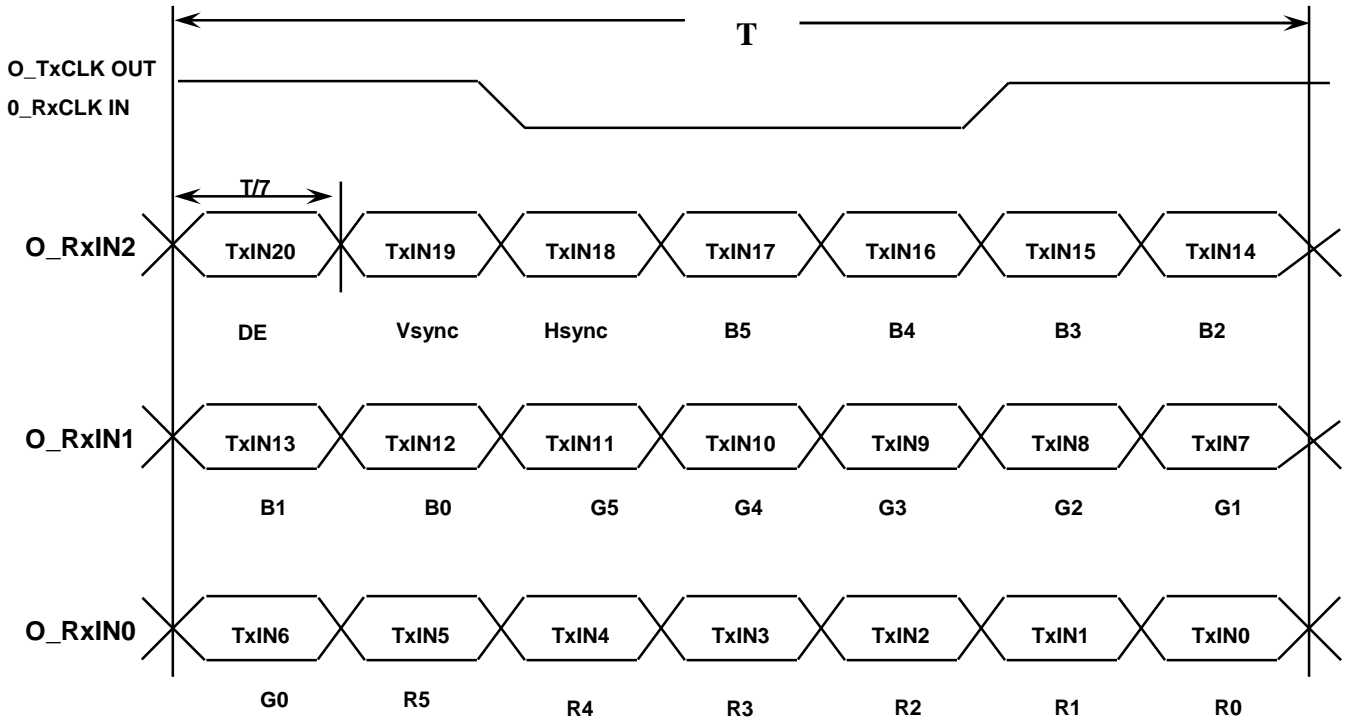 T
O_TxCLK OUT
0_RxCLK IN
T/7
O_RxIN2 TxIN20 TxIN19 TxIN18 TxIN17 TxIN16 TxIN15 TxIN14
DE Vsync Hsync B5 B4 B3 B2
O_RxIN1 TxIN13 TxIN12 TxIN11 TxIN10 TxIN9 TxIN8 TxIN7
B1 B0 G5 G4 G3 G2 G1
O_RxIN0 TxIN6 TxIN5 TxIN4 TxIN3 TxIN2 TxIN1 TxIN0
G0 R5 R4 R3 R2 R1 R0